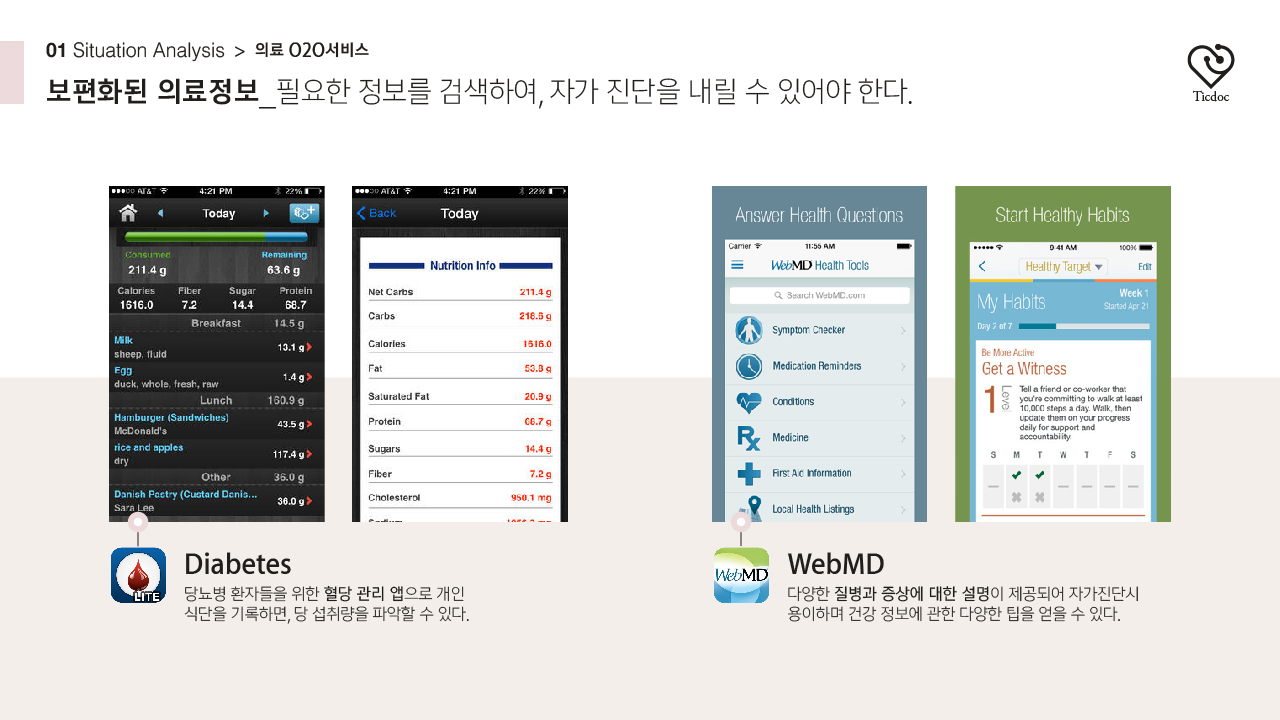 01 Situation Analysis > 의료 O2O서비스
보편화된 의료정보_필요한 정보를 검색하여, 자가 진단을 내릴 수 있어야 한다.
Ticdoc
AT&T 4:21 PM 22%
Today
Consumed Remaining
211.4 g 63.6 g
Calories Fiber Sugar Protein
1616.0 7.2 14.4 68.7
Breakfast 14.5 g
Milk
sheep, fluid 13.1 g
Egg
duck, whole, fresh, raw 1.4 g
Lunch 160.9 g
Hamburger (Sandwiches)
McDonald's 43.5 g
rice and apples
dry 117.4 g
Other 36.0 g
Danish Pastry (Custard Danis...
Sara Lee 36.0 g
AT&T 4:21 PM 22%
Back Today
Nutrition Info
Net Carbs 211.4 g
Carbs 218.6 g
Calories 1616.0
Fat 53.8 g
Saturated Fat 20.9 g
Protein 68.7 g
Sugars 14.4 g
Fiber 7.2 g
Cholesterol 950.1 mg
Answer Health Questions
Carrier 11:55 AM
WebMD Health Tools
Search WebMD.com
Symptom Checker
Medication Reminders
Conditions
Rx Medicine
First Aid Information
Local Health Listings
Start Healthy Habits
9:41 AM 100%
Healthy Target Edit
My Habits Week 1
Started Apr 21
Day 2 of 7
Be More Active
Get a Witness
1 Level
Tell a friend or co-worker that
you're committing to walk at least
10,000 steps a day. Walk, then
update them on your progress
daily for support and
accountability.
S M T W T F S
LITE
Diabetes
당뇨병 환자들을 위한 혈당 관리 앱으로 개인
식단을 기록하면, 당 섭취량을 파악할 수 있다.
WebMD
WebMD
다양한 질병과 증상에 대한 설명이 제공되어 자가진단시
용이하며 건강 정보에 관한 다양한 팁을 얻을 수 있다.